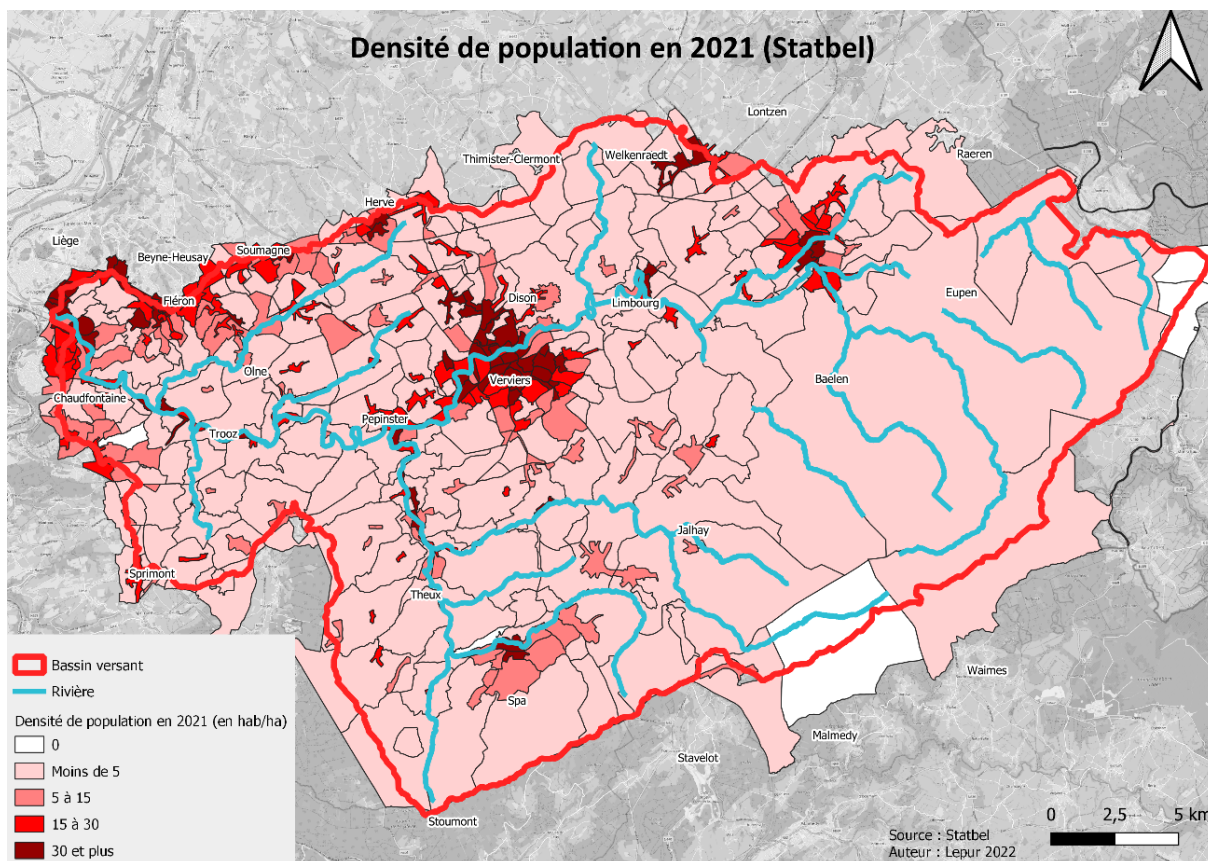 Densité de population en 2021 (Statbel)
Lontzen
Raeren
Thimister-Clermont
Welkenraedt
Herve
Liège
Beyne-Heusay
Soumagne
Fléron
Eupen
Dison
Limbourg
Olne
Verviers
Baelen
Chaudfontaine
Pepinster
Trooz
Jalhay
Sprimont
Theux
Spa
Waimes
Malmedy
Stavelot
Stoumont
Bassin versant
Rivière
Densité de population en 2021 (en hab/ha)
0
Moins de 5
5 à 15
15 à 30
30 et plus
0 2,5 5 km
Source : Statbel
Auteur : Lepur 2022